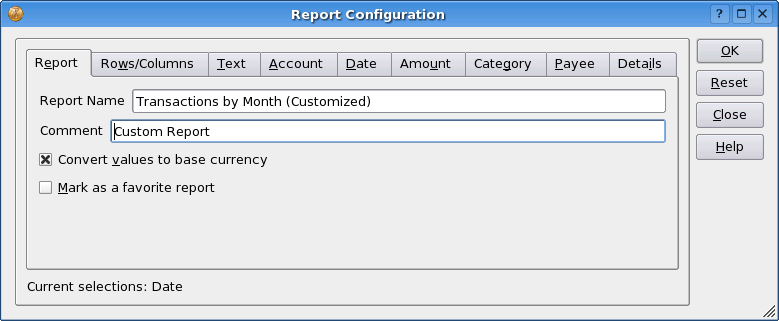 Report Configuration
?
Report Rows/Columns Text Account Date Amount Category Payee Details
OK
Reset
Close
Help
Report Name Transactions by Month (Customized)
Comment Custom Report
Convert values to base currency
Mark as a favorite report
Current selections: Date